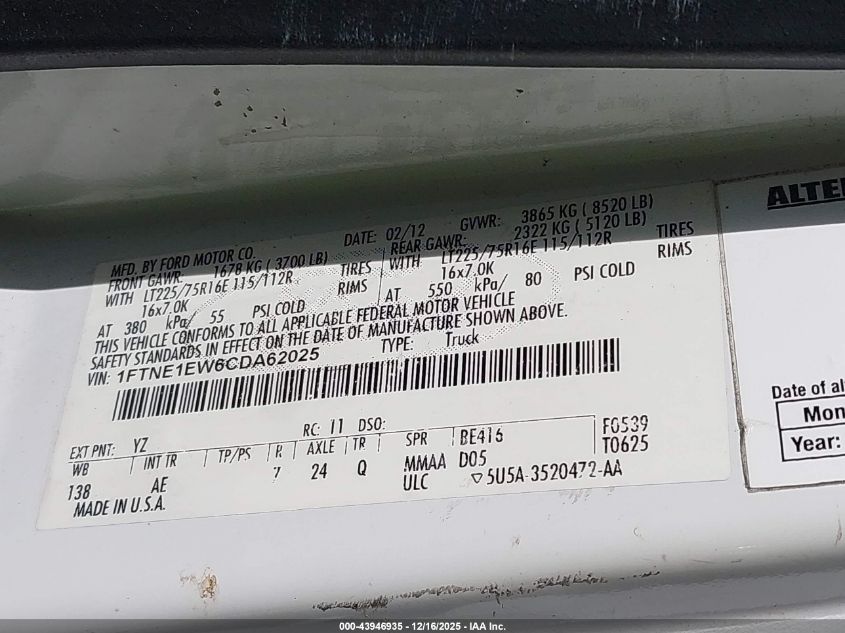 MFD. BY FORD MOTOR CO. DATE: 02/12 GVWR: 3865 KG ( 8520 LB)
FRONT GAWR: 1678 KG ( 3700 LB) REAR GAWR: 2322 KG ( 5120 LB)
WITH LT225/75R16E 115/112R TIRES WITH LT225/75R16E 115/112R TIRES
16x7.0K RIMS 16x7.0K RIMS
AT 380 kPa/ 55 PSI COLD AT 550 kPa/ 80 PSI COLD
THIS VEHICLE CONFORMS TO ALL APPLICABLE FEDERAL MOTOR VEHICLE
SAFETY STANDARDS IN EFFECT ON THE DATE OF MANUFACTURE SHOWN ABOVE.
VIN: 1FTNE1EW6CDA62025 TYPE: Truck
EXT PNT: YZ RC: 11 DSO:
WB INT TR TP/PS R AXLE TR SPR BE416 F0539
138 AE 7 24 Q MMAA D05 T0625
MADE IN U.S.A. ULC ▽5U5A-3520472-AA
ALTE
Date of al
Mon
Year:
000-43946935 - 12/16/2025 - IAA Inc.